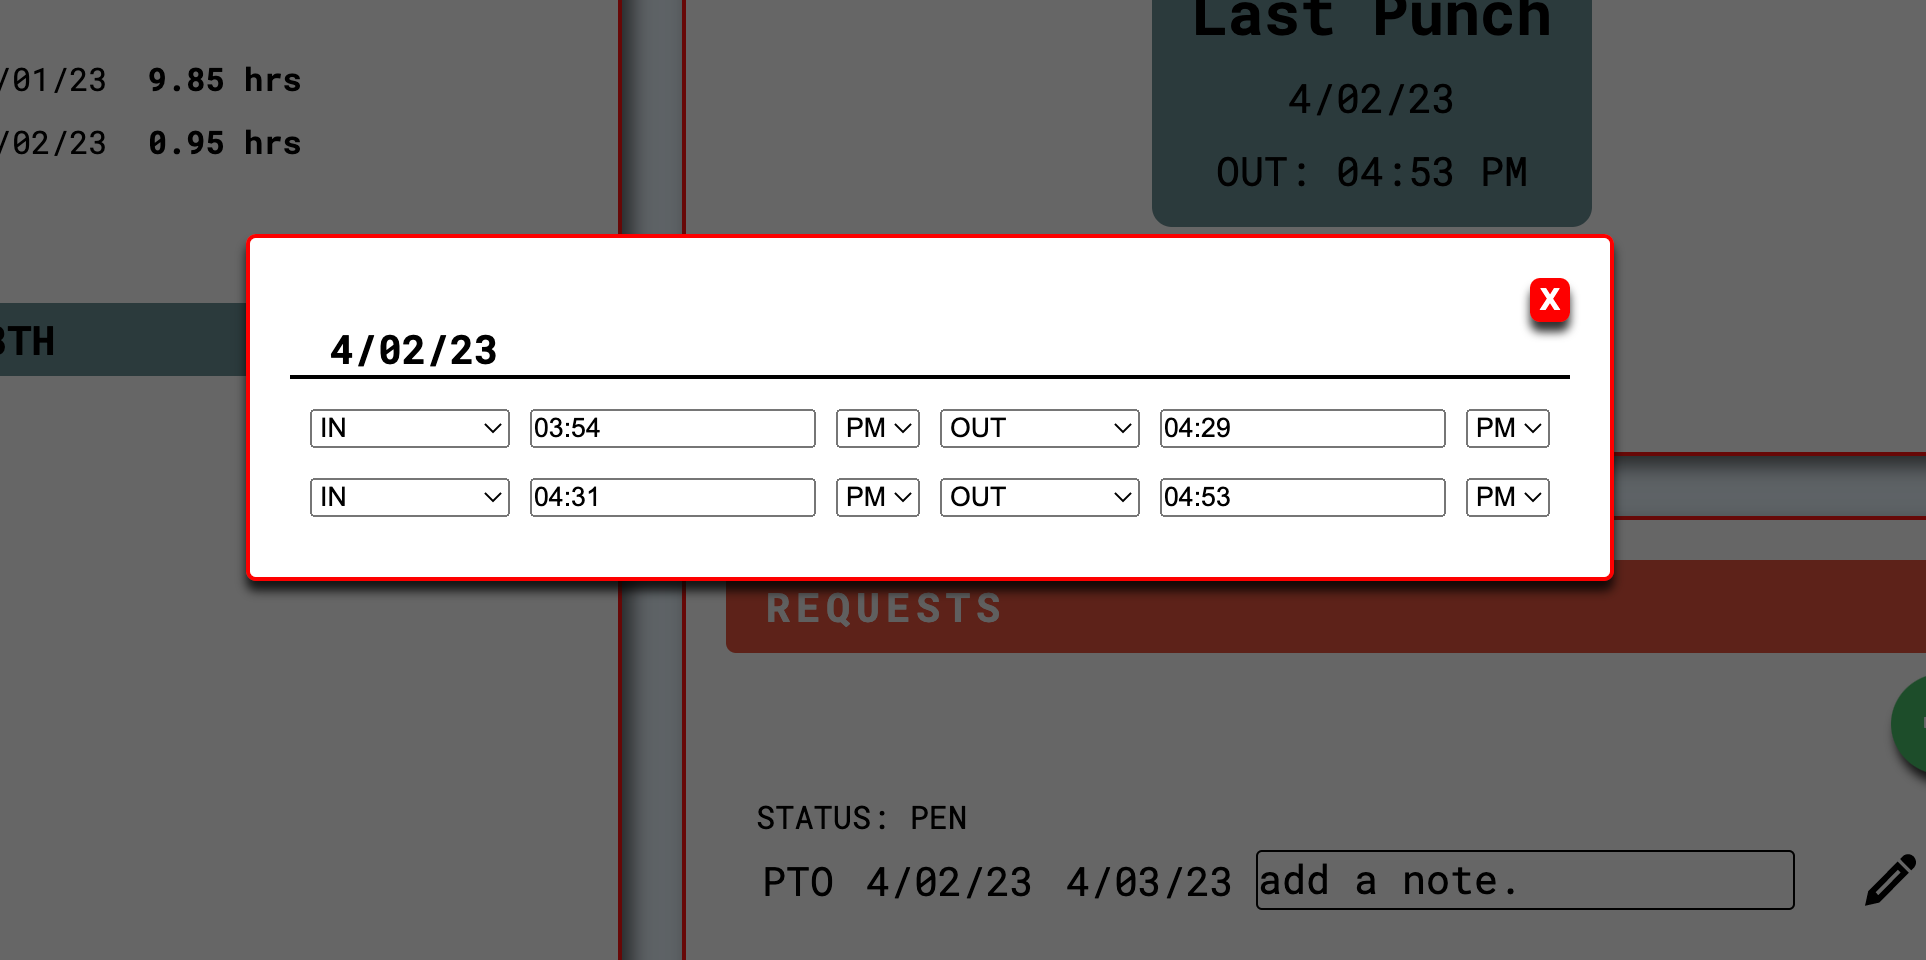 Last Punch
/01/23 9.85 hrs
4/02/23
/02/23 0.95 hrs
OUT: 04:53 PM
X
3TH
4/02/23
IN 03:54 PM OUT 04:29 PM
IN 04:31 PM OUT 04:53 PM
REQUESTS
STATUS: PEN
PTO 4/02/23 4/03/23 add a note.